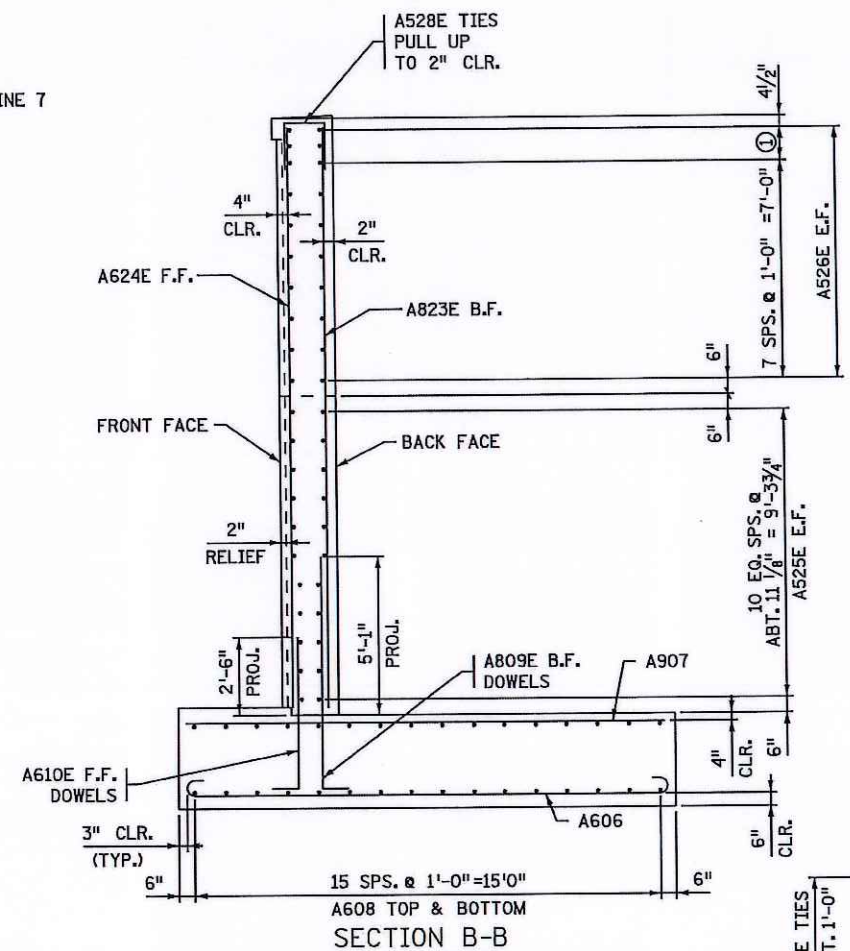 A528E TIES
PULL UP
TO 2" CLR.
INE 7
4½"
①
4"
CLR.
2"
CLR.
7 SPS. @ 1'-0" =7'-0"
A526E E.F.
A624E F.F.
A823E B.F.
6"
6"
FRONT FACE
BACK FACE
10 EQ. SPS. @
ABT. 11 ⅛" = 9'-3¾"
A525E E.F.
2"
RELIEF
5'-1"
PROJ.
2'-6"
PROJ.
A809E B.F.
DOWELS
A907
4"
CLR.
6"
A610E F.F.
DOWELS
A606
6"
CLR.
3" CLR.
(TYP.)
6"
15 SPS. @ 1'-0"=15'0"
6"
A608 TOP & BOTTOM
SECTION B-B
E TIES
T. 1'-0"